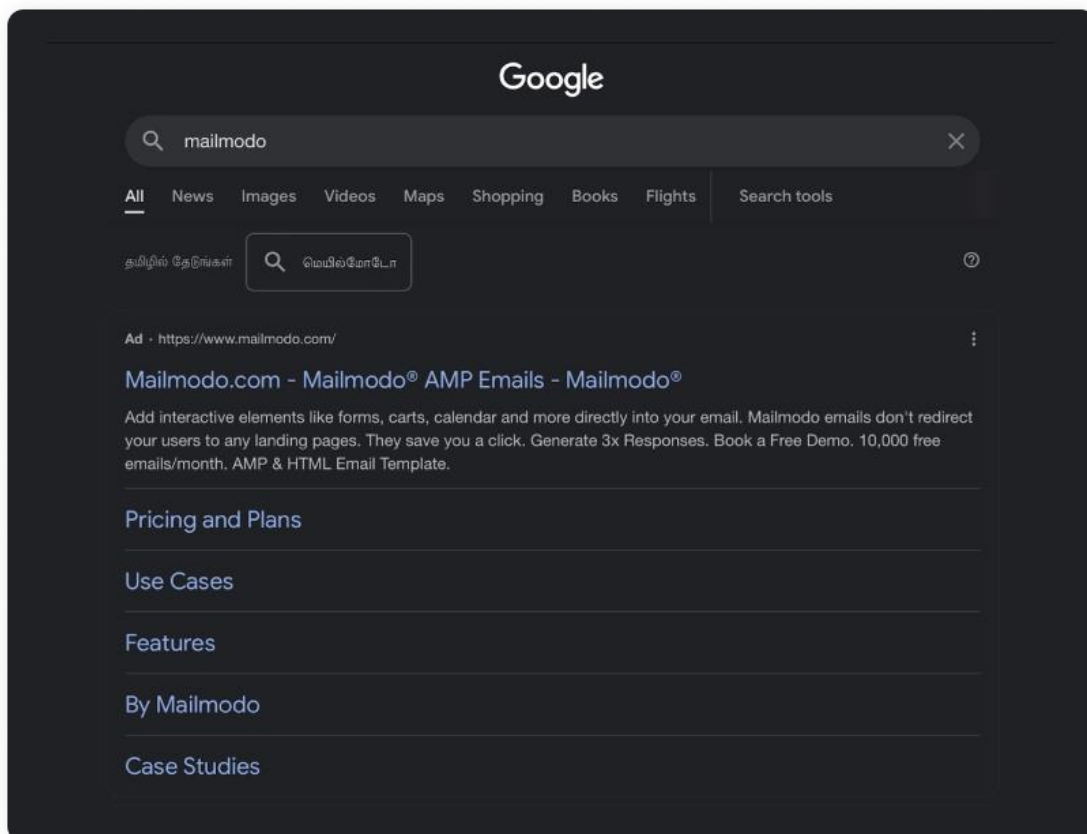 Google
mailmodo
All News Images Videos Maps Shopping Books Flights Search tools
தமிழில் தேடுங்கள் மெயில்மோடோ
Ad · https://www.mailmodo.com/
Mailmodo.com - Mailmodo® AMP Emails - Mailmodo®
Add interactive elements like forms, carts, calendar and more directly into your email. Mailmodo emails don't redirect
your users to any landing pages. They save you a click. Generate 3x Responses. Book a Free Demo. 10,000 free
emails/month. AMP & HTML Email Template.
Pricing and Plans
Use Cases
Features
By Mailmodo
Case Studies